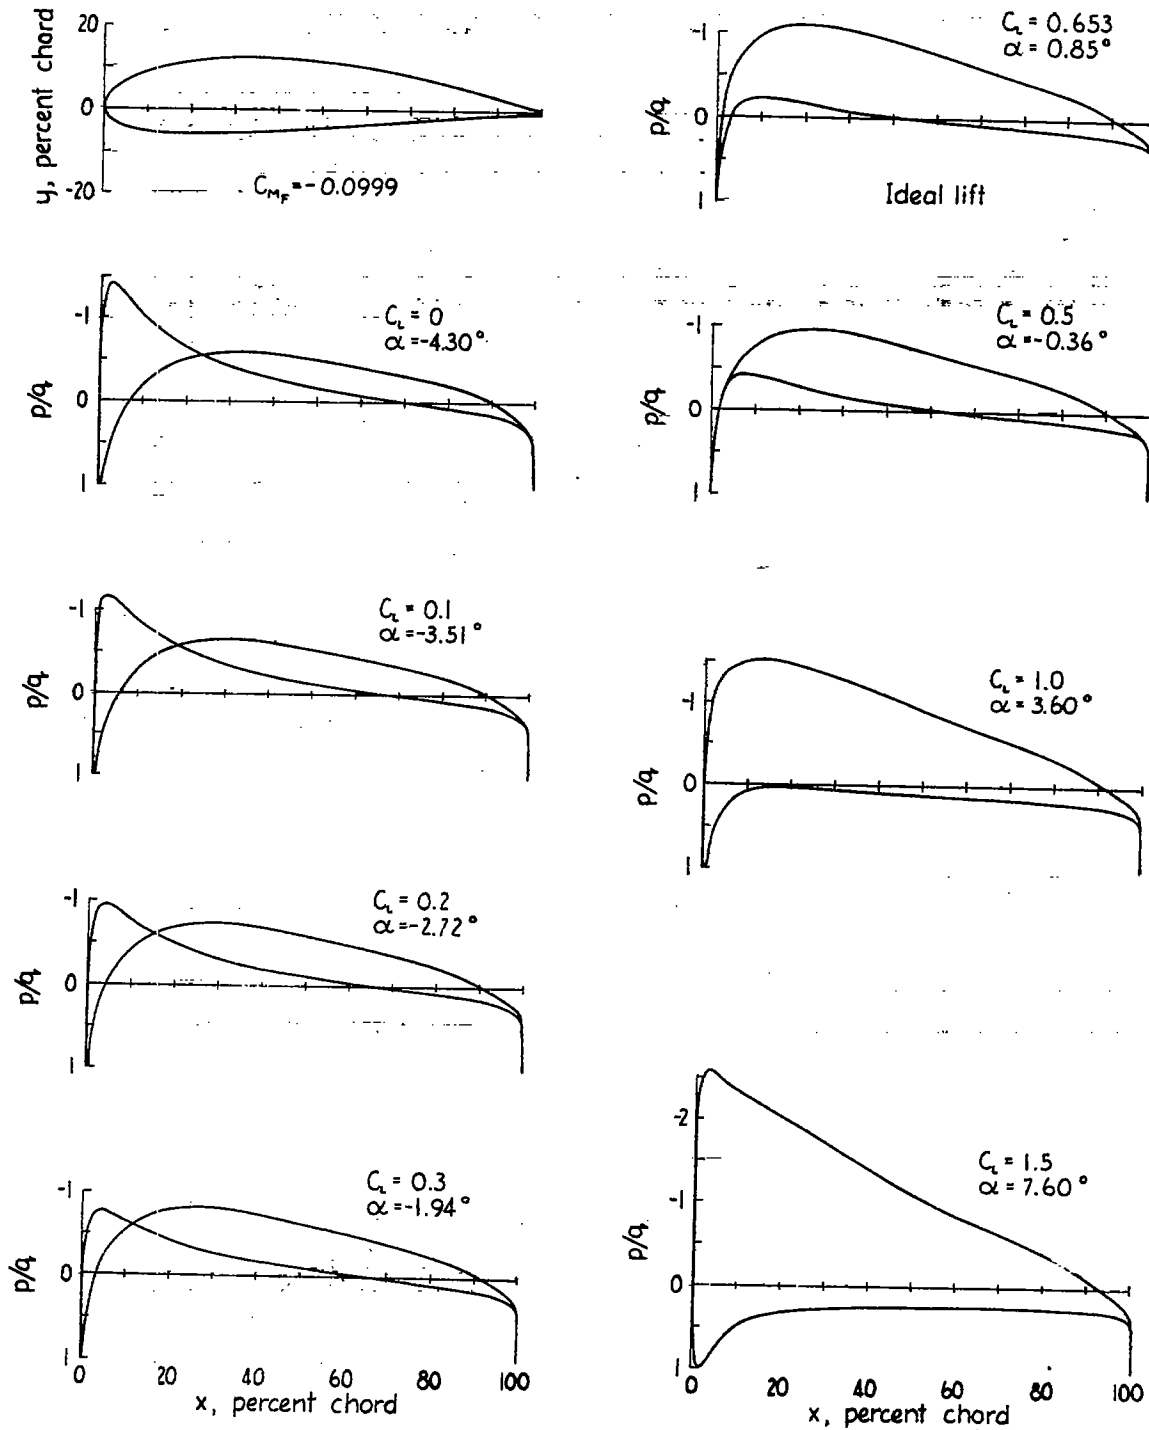 20
0
-20
y, percent chord
C_{M_F} = -0.0999
-1
0
1
p/q
C_L = 0.653
α = 0.85°
Ideal lift
-1
0
1
p/q
C_L = 0
α = -4.30°
-1
0
1
p/q
C_L = 0.5
α = -0.36°
-1
0
1
p/q
C_L = 0.1
α = -3.51°
-1
0
1
p/q
C_L = 1.0
α = 3.60°
-1
0
1
p/q
C_L = 0.2
α = -2.72°
-2
-1
0
1
p/q
C_L = 1.5
α = 7.60°
0 20 40 60 80 100
x, percent chord
-1
0
1
p/q
C_L = 0.3
α = -1.94°
0 20 40 60 80 100
x, percent chord